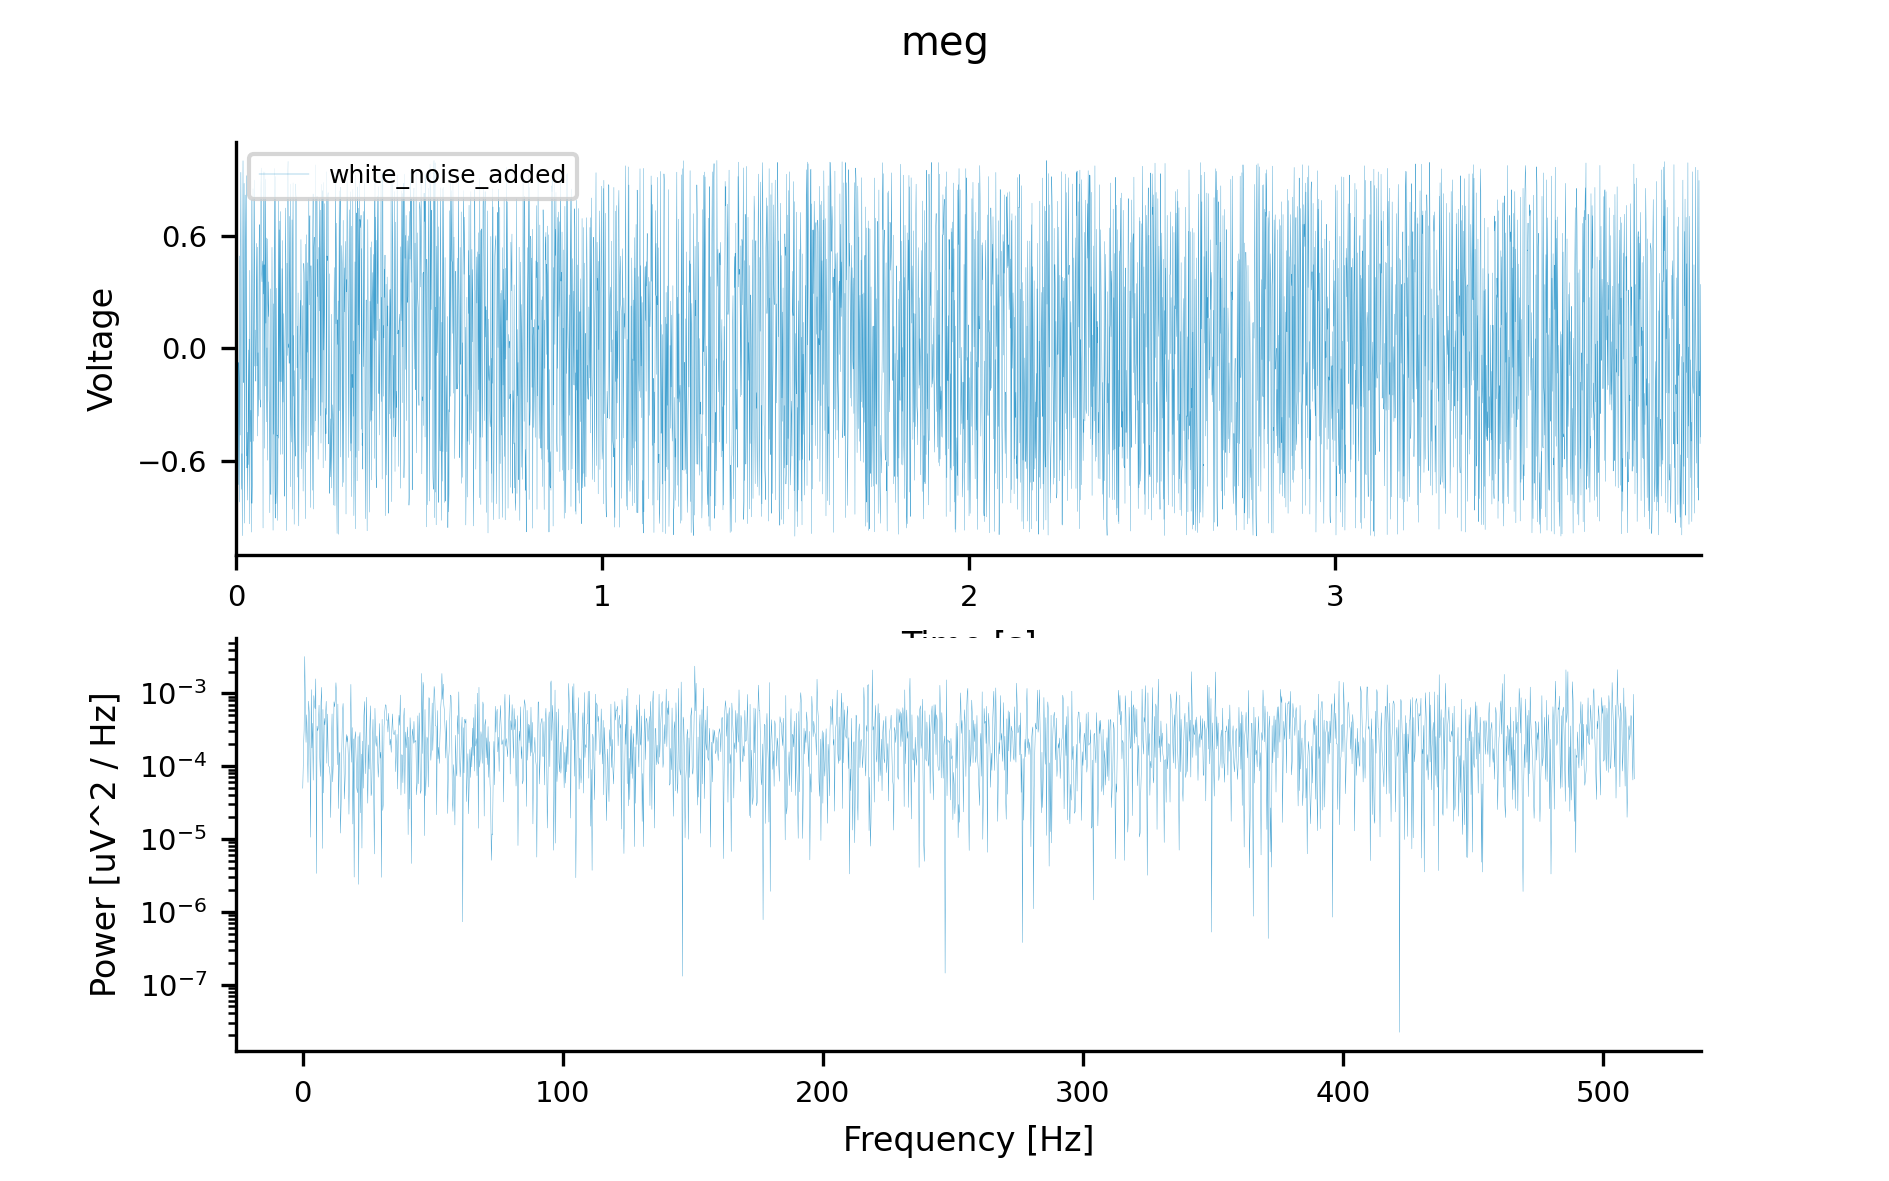 meg
white_noise_added
Voltage
0.6
0.0
−0.6
0 1 2 3
Time [s]
Power [uV^2 / Hz]
10⁻³
10⁻⁴
10⁻⁵
10⁻⁶
10⁻⁷
0 100 200 300 400 500
Frequency [Hz]